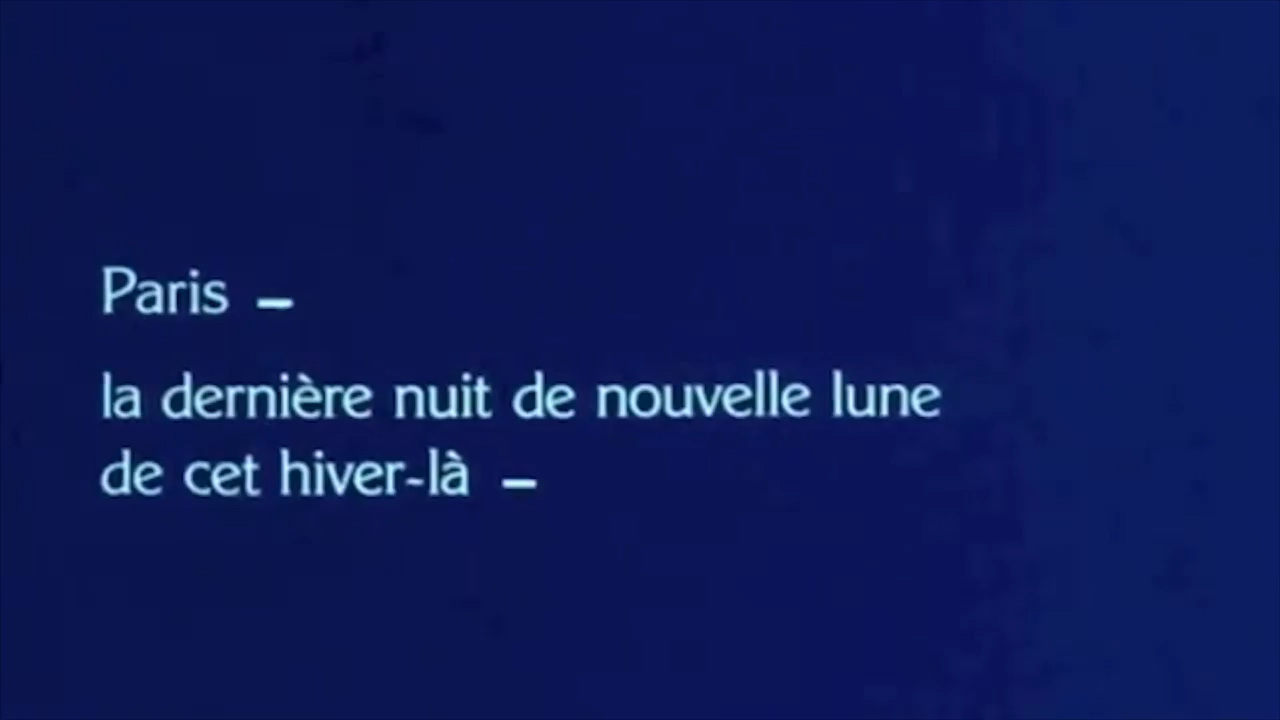 Paris –
la dernière nuit de nouvelle lune
de cet hiver-là –